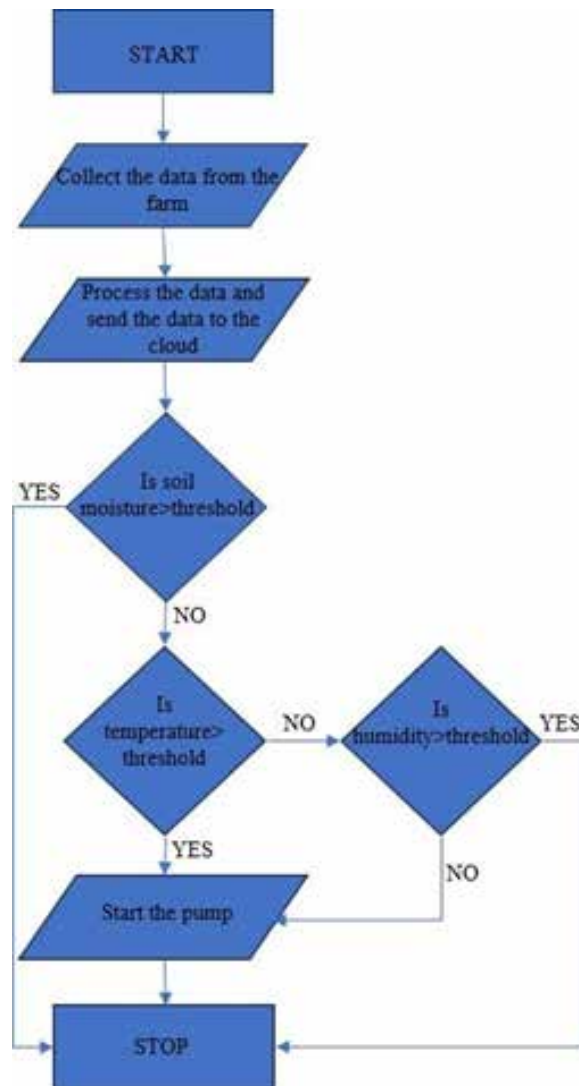 START
Collect the data from the
farm
Process the data and
send the data to the
cloud
Is soil
moisture>threshold
YES
NO
Is
temperature>
threshold
NO
Is
humidity>threshold
YES
YES
NO
Start the pump
STOP